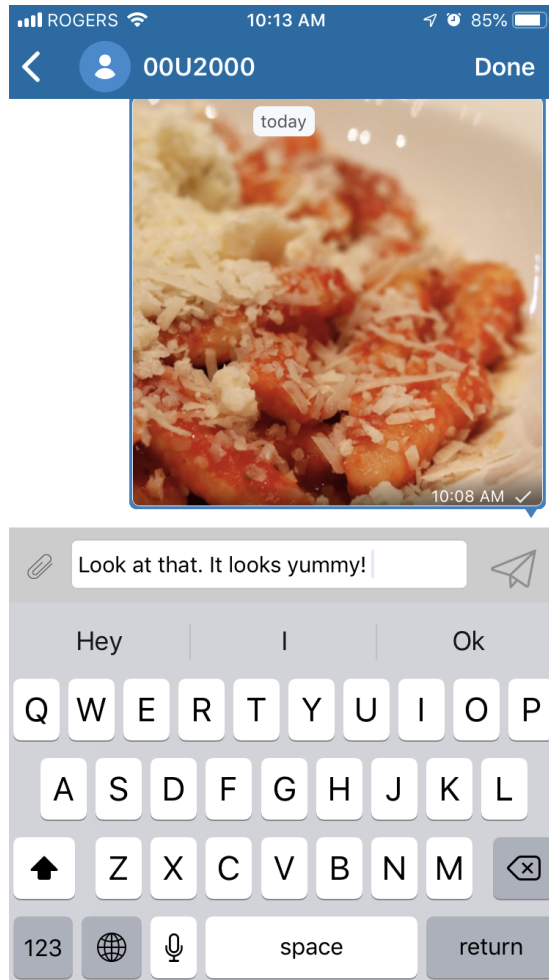 ROGERS 10:13 AM 85%
00U2000 Done
today
10:08 AM
Look at that. It looks yummy!
Hey I Ok
Q W E R T Y U I O P
A S D F G H J K L
Z X C V B N M
123 space return